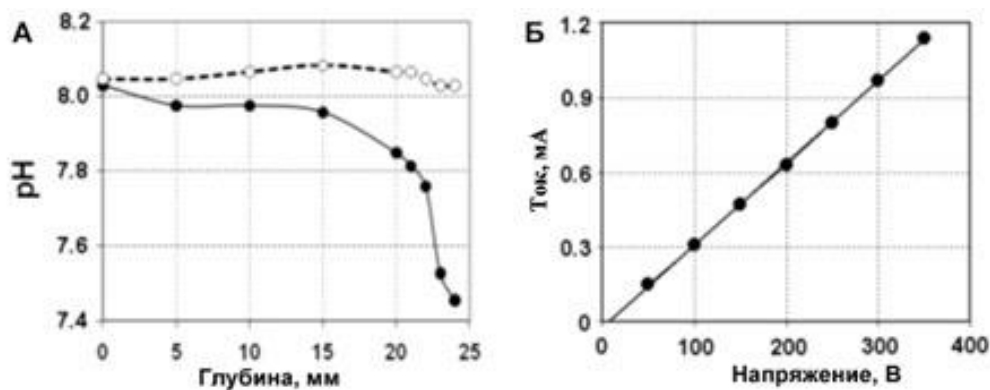 А
8.2
8.0
7.8
7.6
7.4
pH
0 5 10 15 20 25
Глубина, мм
Б
1.2
0.9
0.6
0.3
0
Ток, мА
0 100 200 300 400
Напряжение, В